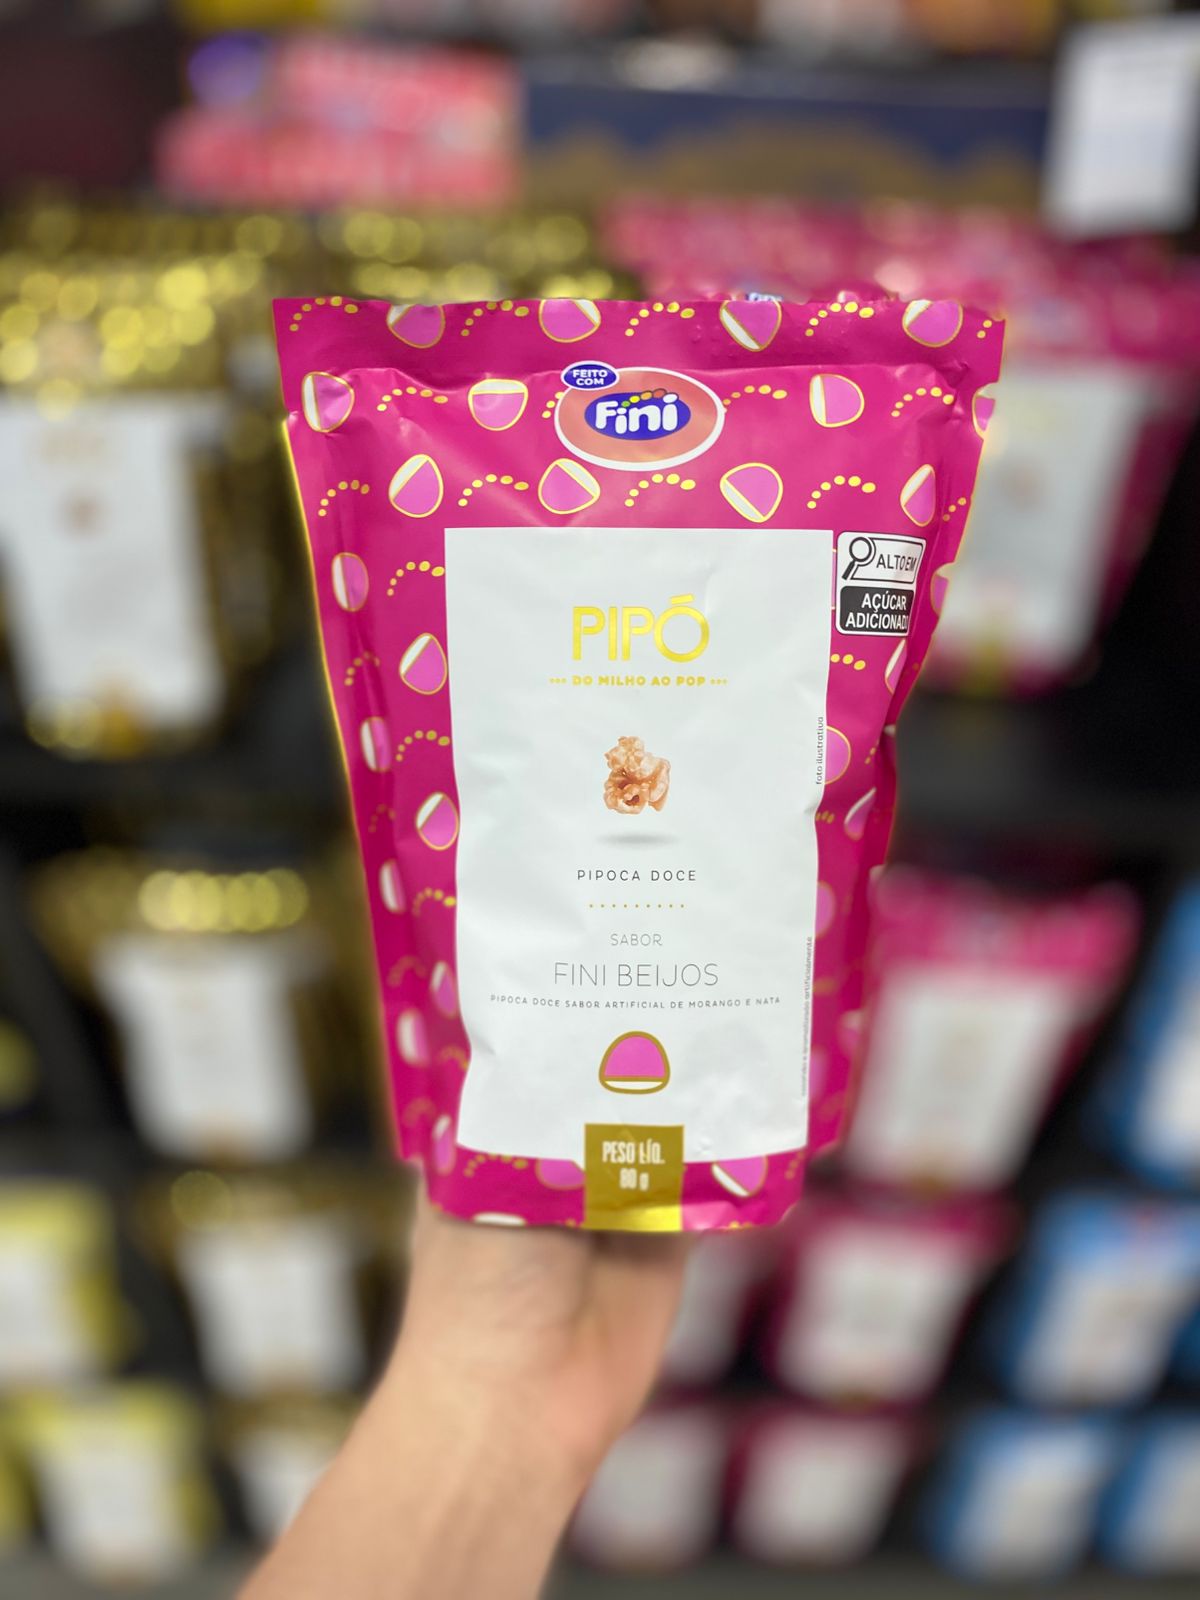 FEITO
COM
Fini
ALTO EM
AÇÚCAR
ADICIONADO
PIPÓ
DO MILHO AO POP
foto ilustrativa
PIPOCA DOCE
SABOR
FINI BEIJOS
PIPOCA DOCE SABOR ARTIFICIAL DE MORANGO E NATA
PESO LÍQ.
80 g